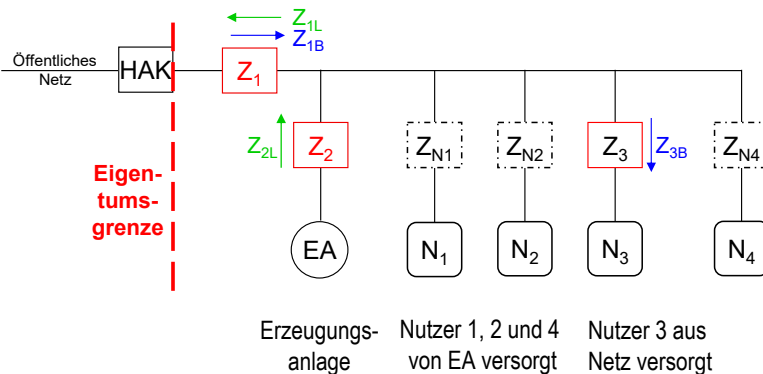 Z1L
Z1B
Öffentliches
Netz
HAK
Z1
Z2L
Z2
ZN1
ZN2
Z3
Z3B
ZN4
Eigen-
tums-
grenze
EA
N1
N2
N3
N4
Erzeugungs-
anlage
Nutzer 1, 2 und 4
von EA versorgt
Nutzer 3 aus
Netz versorgt